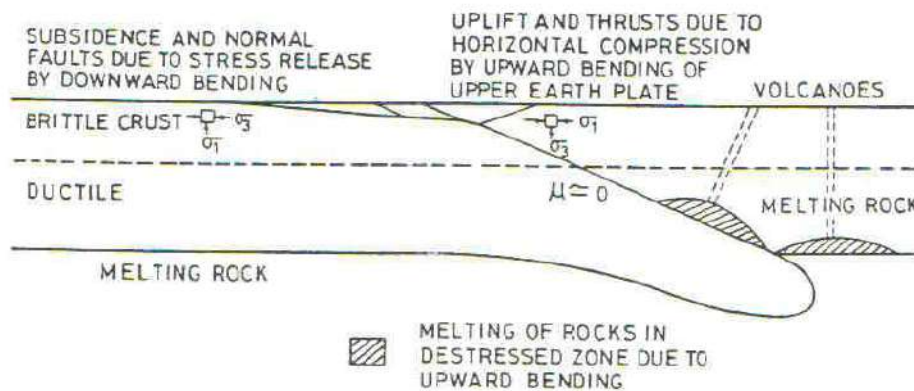 SUBSIDENCE AND NORMAL
FAULTS DUE TO STRESS RELEASE
BY DOWNWARD BENDING
UPLIFT AND THRUSTS DUE TO
HORIZONTAL COMPRESSION
BY UPWARD BENDING OF
UPPER EARTH PLATE
VOLCANOES
BRITTLE CRUST
σ3
σ1
σ1
σ3
μ ≃ 0
DUCTILE
MELTING ROCK
MELTING ROCK
MELTING OF ROCKS IN
DESTRESSED ZONE DUE TO
UPWARD BENDING